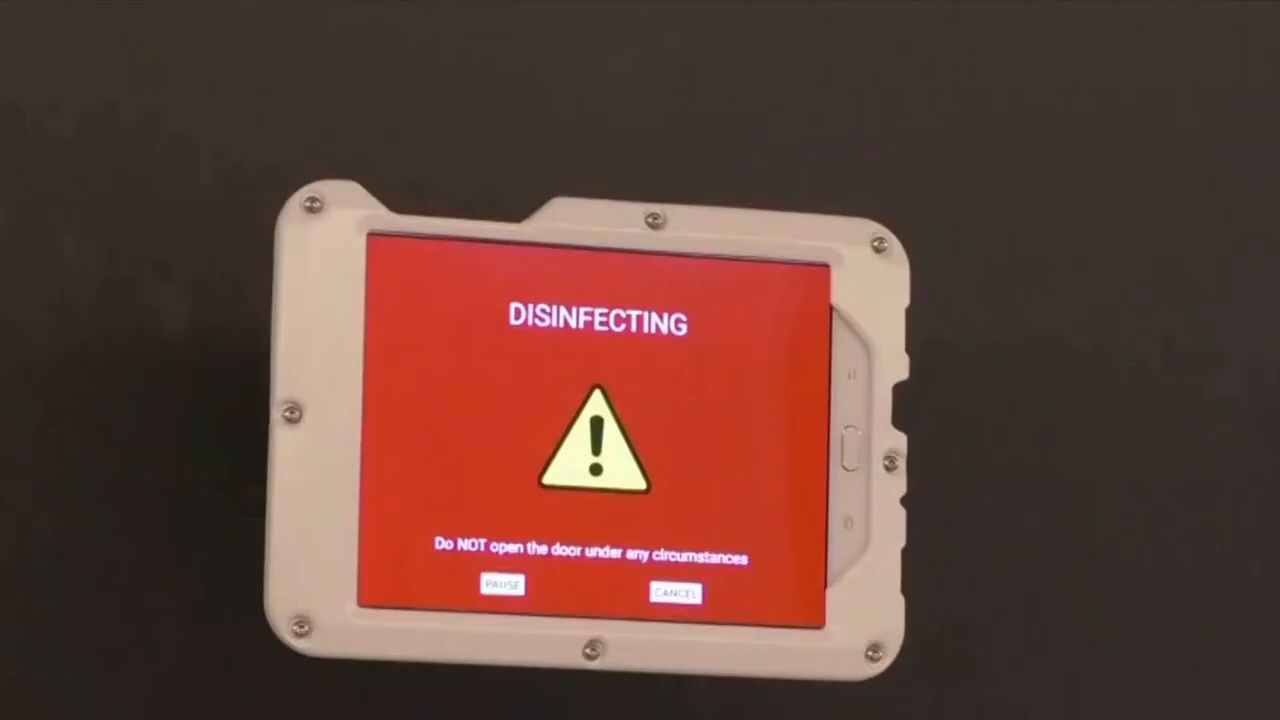 DISINFECTING
Do NOT open the door under any circumstances
PAUSE
CANCEL